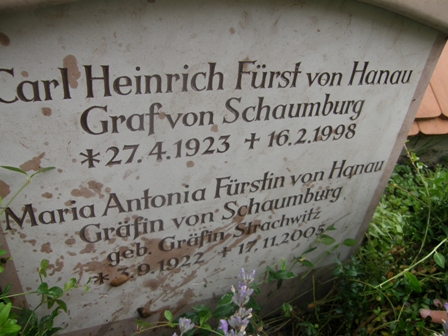 Carl Heinrich Fürst von Hanau
Graf von Schaumburg
*27.4.1923 +16.2.1998
Maria Antonia Fürstin von Hanau
Gräfin von Schaumburg
geb. Gräfin Strachwitz
*3.9.1922 +17.11.2005